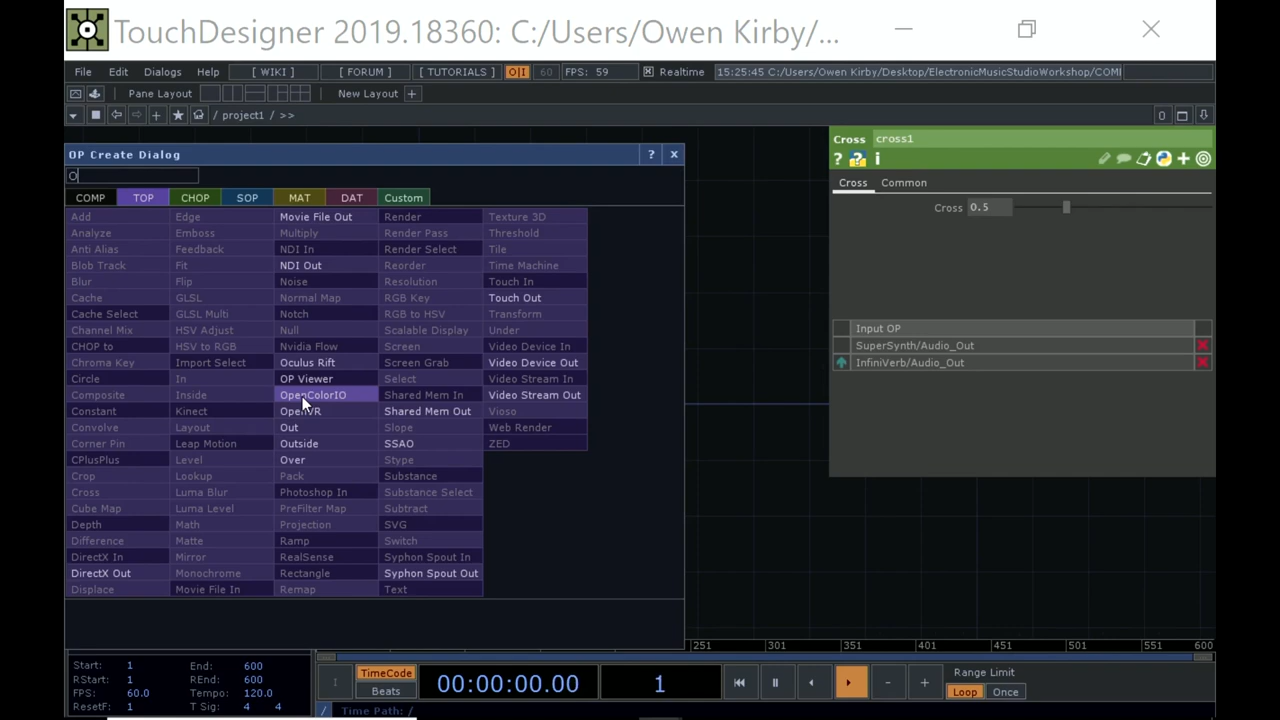 TouchDesigner 2019.18360: C:/Users/Owen Kirby/...
File Edit Dialogs Help [ WIKI ] [ FORUM ] [ TUTORIALS ] O|I 60 FPS: 59 Realtime 15:25:45 C:/Users/Owen Kirby/Desktop/ElectronicMusicStudioWorkshop/COMI
Pane Layout New Layout +
/ project1 / >> 0
OP Create Dialog ? x
O
COMP TOP CHOP SOP MAT DAT Custom
Add Edge Movie File Out Render Texture 3D
Analyze Emboss Multiply Render Pass Threshold
Anti Alias Feedback NDI In Render Select Tile
Blob Track Fit NDI Out Reorder Time Machine
Blur Flip Noise Resolution Touch In
Cache GLSL Normal Map RGB Key Touch Out
Cache Select GLSL Multi Notch RGB to HSV Transform
Channel Mix HSV Adjust Null Scalable Display Under
CHOP to HSV to RGB Nvidia Flow Screen Video Device In
Chroma Key Import Select Oculus Rift Screen Grab Video Device Out
Circle In OP Viewer Select Video Stream In
Composite Inside OpenColorIO Shared Mem In Video Stream Out
Constant Kinect OpenVR Shared Mem Out Vioso
Convolve Layout Out Slope Web Render
Corner Pin Leap Motion Outside SSAO ZED
CPlusPlus Level Over Stype
Crop Lookup Pack Substance
Cross Luma Blur Photoshop In Substance Select
Cube Map Luma Level PreFilter Map Subtract
Depth Math Projection SVG
Difference Matte Ramp Switch
DirectX In Mirror RealSense Syphon Spout In
DirectX Out Monochrome Rectangle Syphon Spout Out
Displace Movie File In Remap Text
Cross cross1
? ? i
Cross Common
Cross 0.5
Input OP
SuperSynth/Audio_Out
InfiniVerb/Audio_Out
251 301 351 401 451 501 551 600
Start: 1 End: 600
RStart: 1 REnd: 600
FPS: 60.0 Tempo: 120.0
ResetF: 1 T Sig: 4 4
TimeCode
Beats
00:00:00.00 1
- +
Range Limit
Loop Once
/ Time Path: /